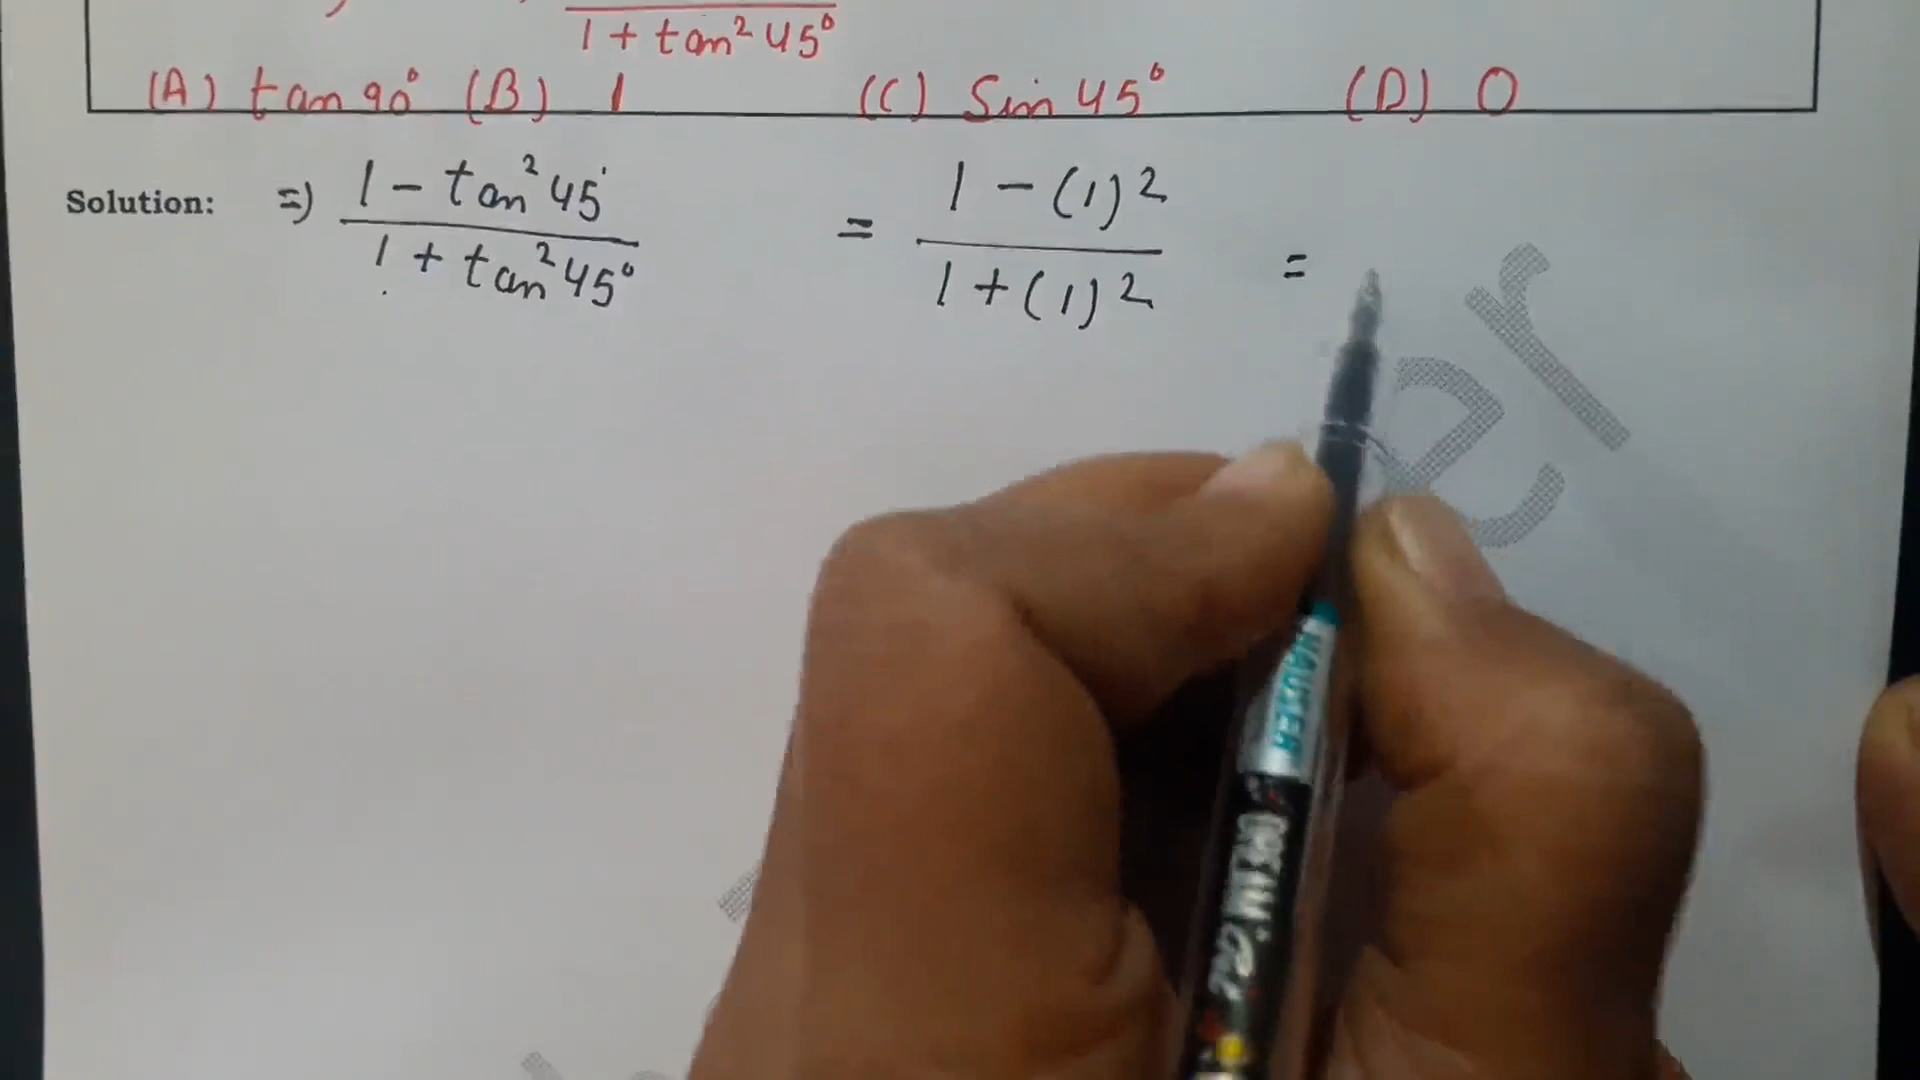 1 + tan² 45°
(A) tan 90° (B) 1 (C) Sin 45° (D) 0
Solution: ⇒) 1 - tan² 45° / 1 + tan² 45° = 1 - (1)² / 1 + (1)² =
HAUSER